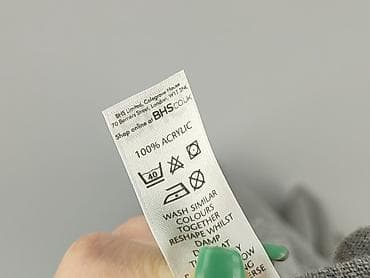 BHS Limited, Colegrave House
70 Berners Street, London, W1T 3NL
Shop online at BHS.CO.UK
100% ACRYLIC
40
WASH SIMILAR
COLOURS
TOGETHER
RESHAPE WHILST
DAMP